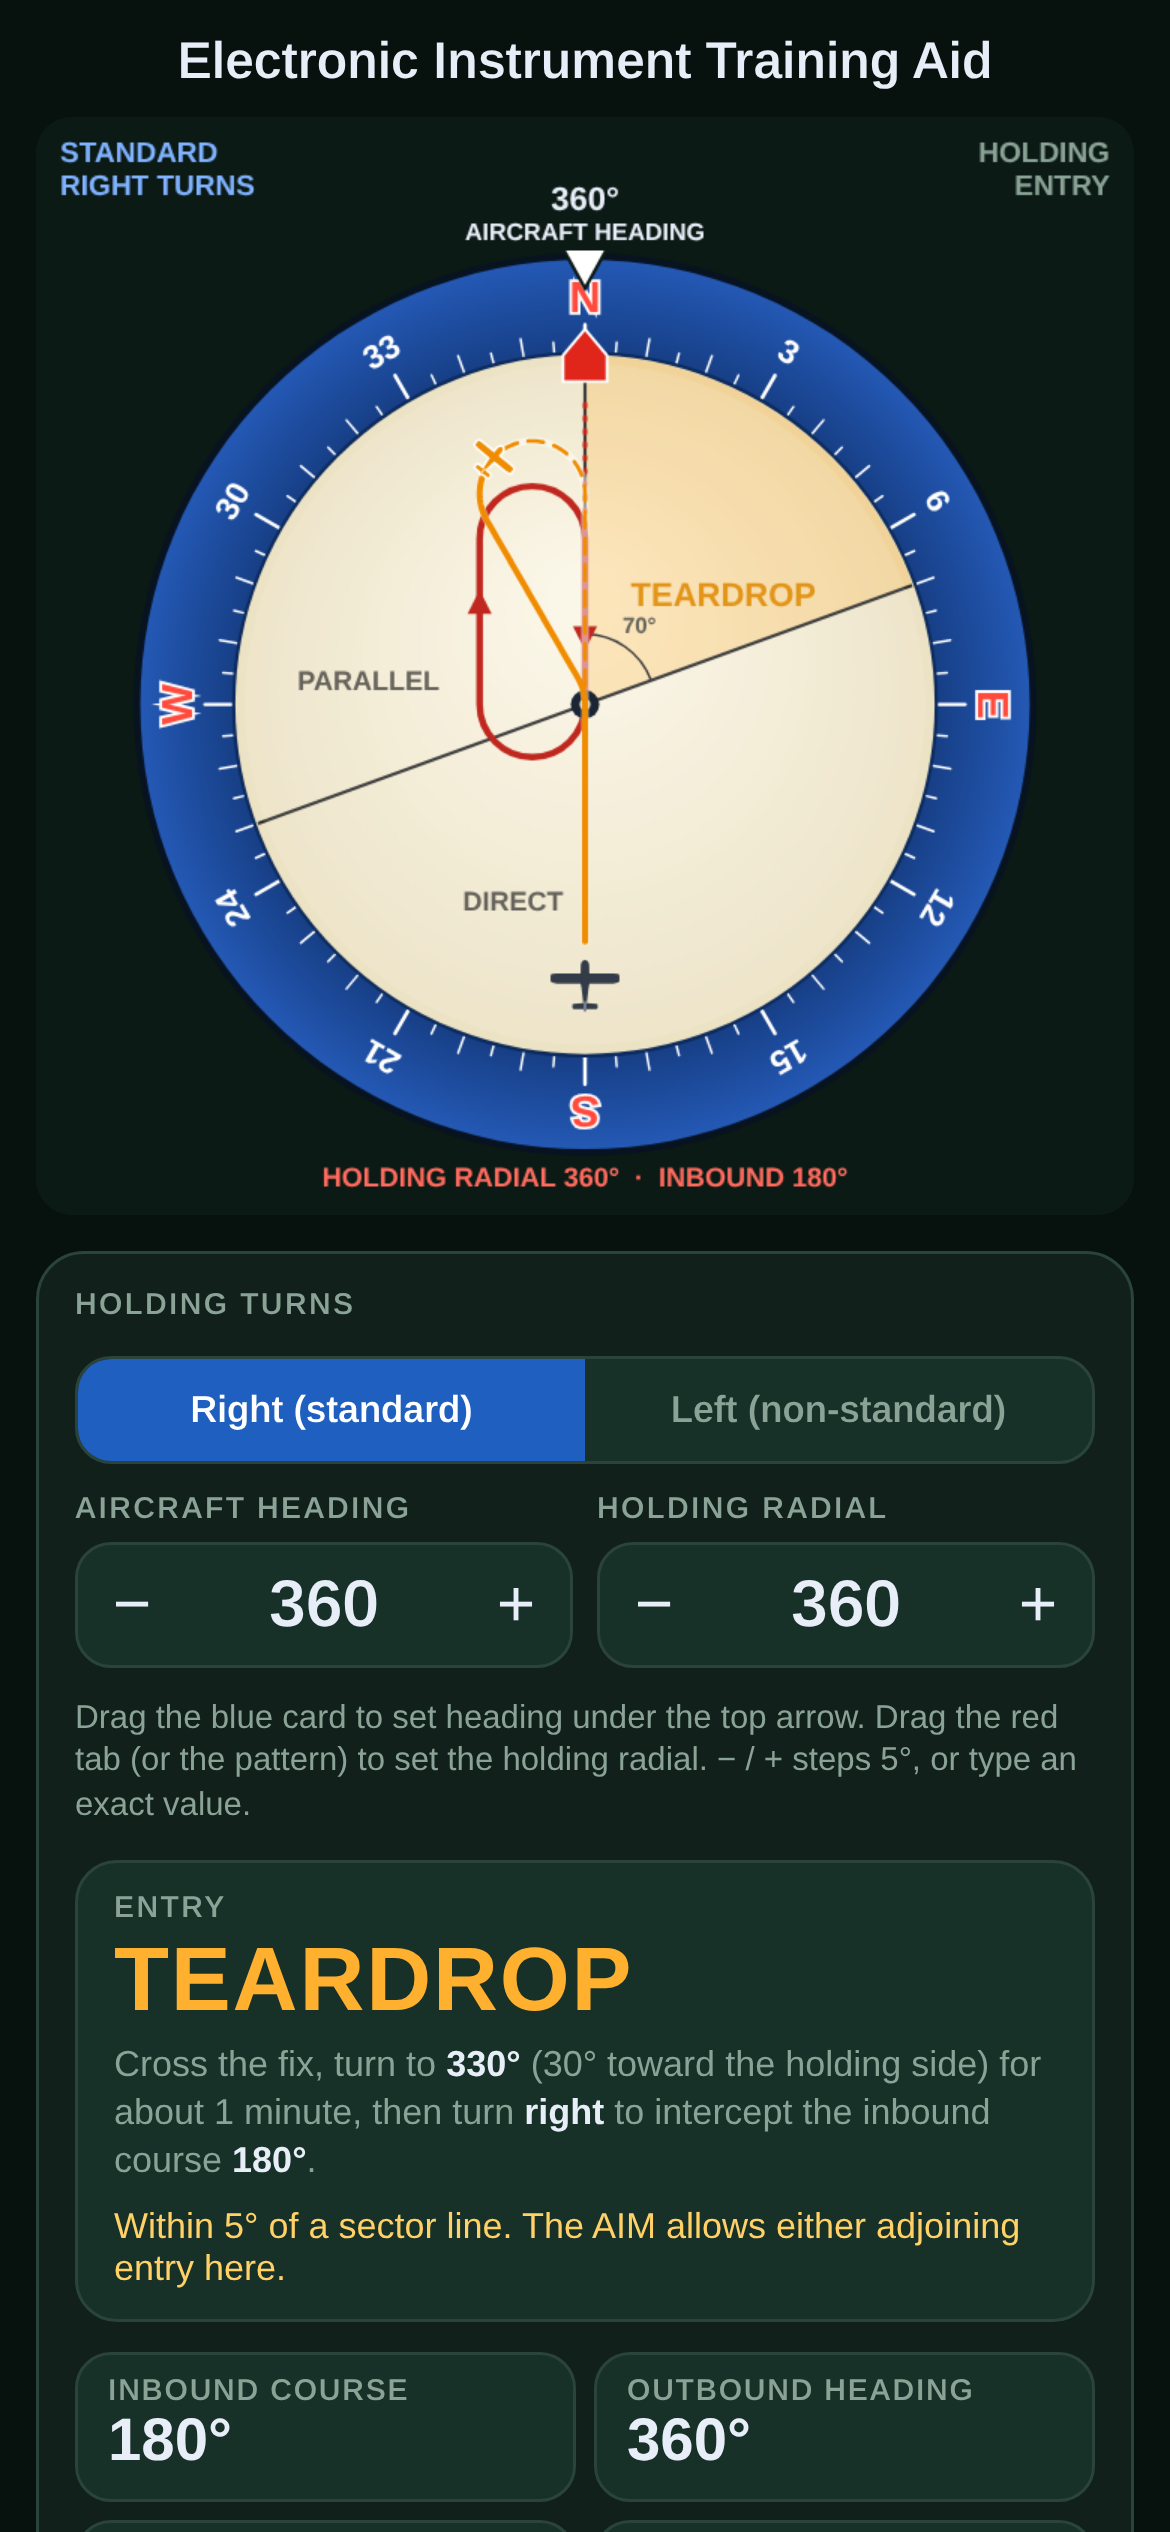 Electronic Instrument Training Aid
STANDARD
RIGHT TURNS
HOLDING
ENTRY
360°
AIRCRAFT HEADING
N
33
3
30
6
TEARDROP
70°
PARALLEL
W
E
DIRECT
24
12
21
15
S
HOLDING RADIAL 360° · INBOUND 180°
HOLDING TURNS
Right (standard)
Left (non-standard)
AIRCRAFT HEADING
HOLDING RADIAL
− 360 +
− 360 +
Drag the blue card to set heading under the top arrow. Drag the red
tab (or the pattern) to set the holding radial. − / + steps 5°, or type an
exact value.
ENTRY
TEARDROP
Cross the fix, turn to 330° (30° toward the holding side) for
about 1 minute, then turn right to intercept the inbound
course 180°.
Within 5° of a sector line. The AIM allows either adjoining
entry here.
INBOUND COURSE
180°
OUTBOUND HEADING
360°